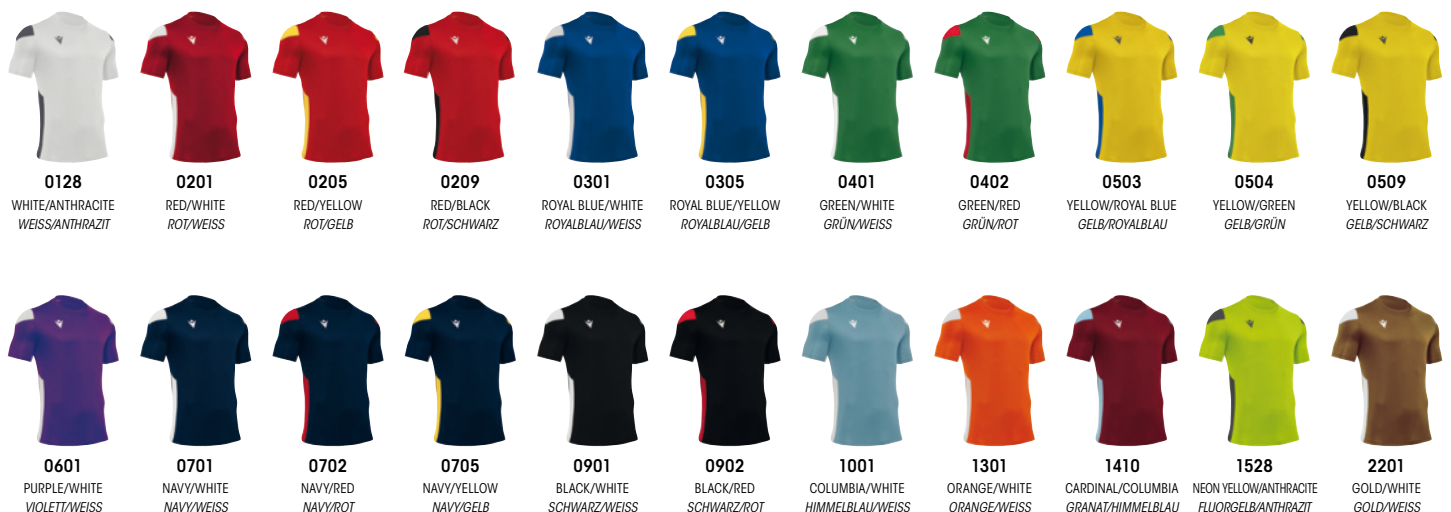 0128 0201 0205 0209 0301 0305 0401 0402 0503 0504 0509
WHITE/ANTHRACITE RED/WHITE RED/YELLOW RED/BLACK ROYAL BLUE/WHITE ROYAL BLUE/YELLOW GREEN/WHITE GREEN/RED YELLOW/ROYAL BLUE YELLOW/GREEN YELLOW/BLACK
WEISS/ANTHRAZIT ROT/WEISS ROT/GELB ROT/SCHWARZ ROYALBLAU/WEISS ROYALBLAU/GELB GRÜN/WEISS GRÜN/ROT GELB/ROYALBLAU GELB/GRÜN GELB/SCHWARZ
0601 0701 0702 0705 0901 0902 1001 1301 1410 1528 2201
PURPLE/WHITE NAVY/WHITE NAVY/RED NAVY/YELLOW BLACK/WHITE BLACK/RED COLUMBIA/WHITE ORANGE/WHITE CARDINAL/COLUMBIA NEON YELLOW/ANTHRACITE GOLD/WHITE
VIOLETT/WEISS NAVY/WEISS NAVY/ROT NAVY/GELB SCHWARZ/WEISS SCHWARZ/ROT HIMMELBLAU/WEISS ORANGE/WEISS GRANAT/HIMMELBLAU FLUORGELB/ANTHRAZIT GOLD/WEISS